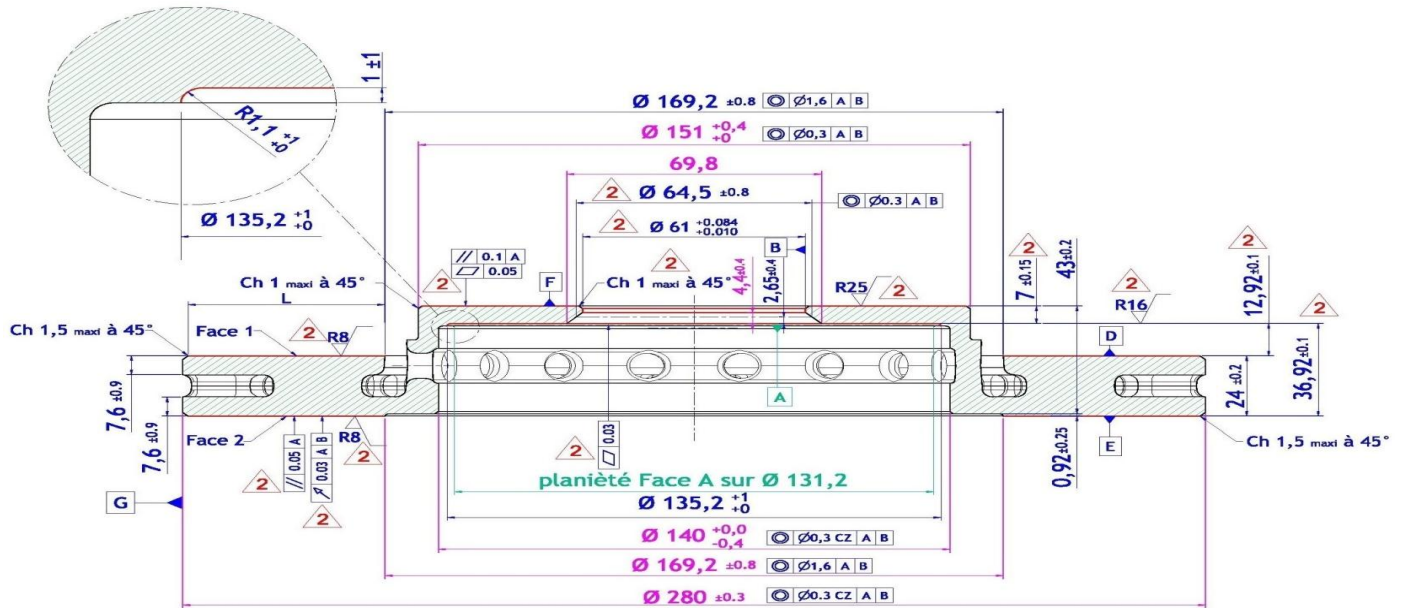 1 ±1
R1,1 +1 +0
Ø 135,2 +1 +0
Ø 169,2 ±0.8 ◎ Ø1,6 A B
Ø 151 +0,4 +0 ◎ Ø0,3 A B
69,8
2 Ø 64,5 ±0.8 ◎ Ø0.3 A B
2 Ø 61 +0.084 +0.010
B
// 0.1 A
⏥ 0.05
2
F
2
Ch 1 maxi à 45°
Ch 1 maxi à 45°
4,4±0.4
2,65±0.4
R25 2
2
7 ±0.15
43±0.2
2
R16
2
12,92±0.1
2
L
Ch 1,5 maxi à 45°
Face 1
2
R8
D
A
7,6 ±0.9
7,6 ±0.9
24 ±0.2
36,92±0.1
Face 2
R8
2
// 0.05 A
2
↗ 0.03 A B
2
2
⏥ 0.03
E
Ch 1,5 maxi à 45°
0,92±0.25
G
planièté Face A sur Ø 131,2
Ø 135,2 +1 +0
Ø 140 +0,0 -0,4 ◎ Ø0,3 CZ A B
Ø 169,2 ±0.8 ◎ Ø1,6 A B
Ø 280 ±0.3 ◎ Ø0.3 CZ A B